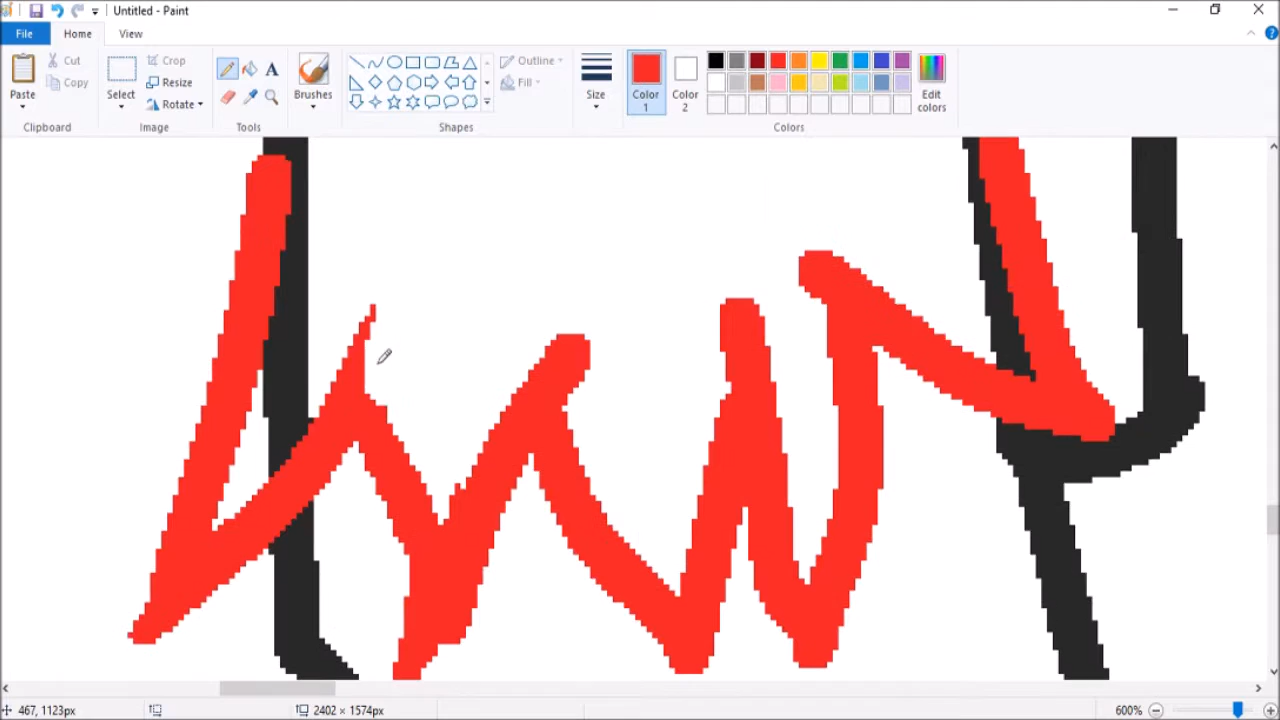 Untitled - Paint
File Home View
Paste Cut Copy Select Crop Resize Rotate A Brushes Outline Fill Size Color 1 Color 2 Edit colors
Clipboard Image Tools Shapes Colors
467, 1123px 2402 × 1574px 600%